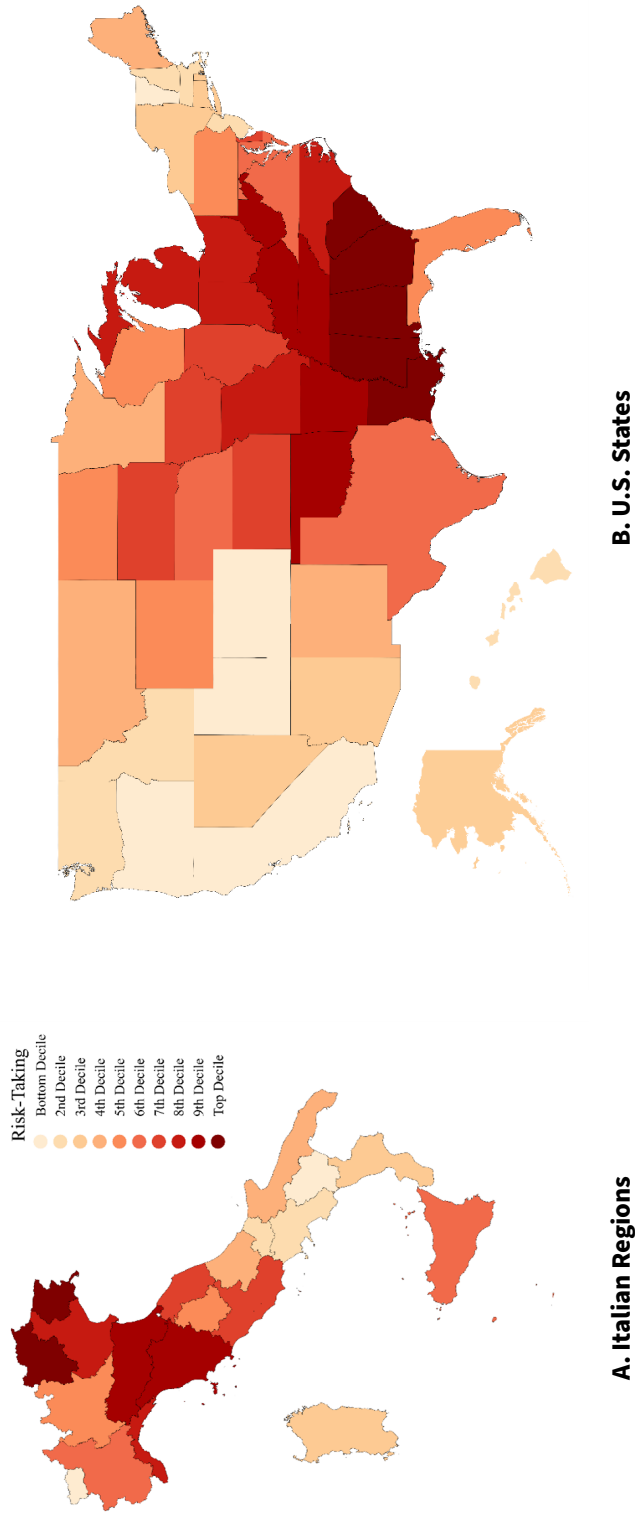 Risk-Taking
Bottom Decile
2nd Decile
3rd Decile
4th Decile
5th Decile
6th Decile
7th Decile
8th Decile
9th Decile
Top Decile
A. Italian Regions
B. U.S. States